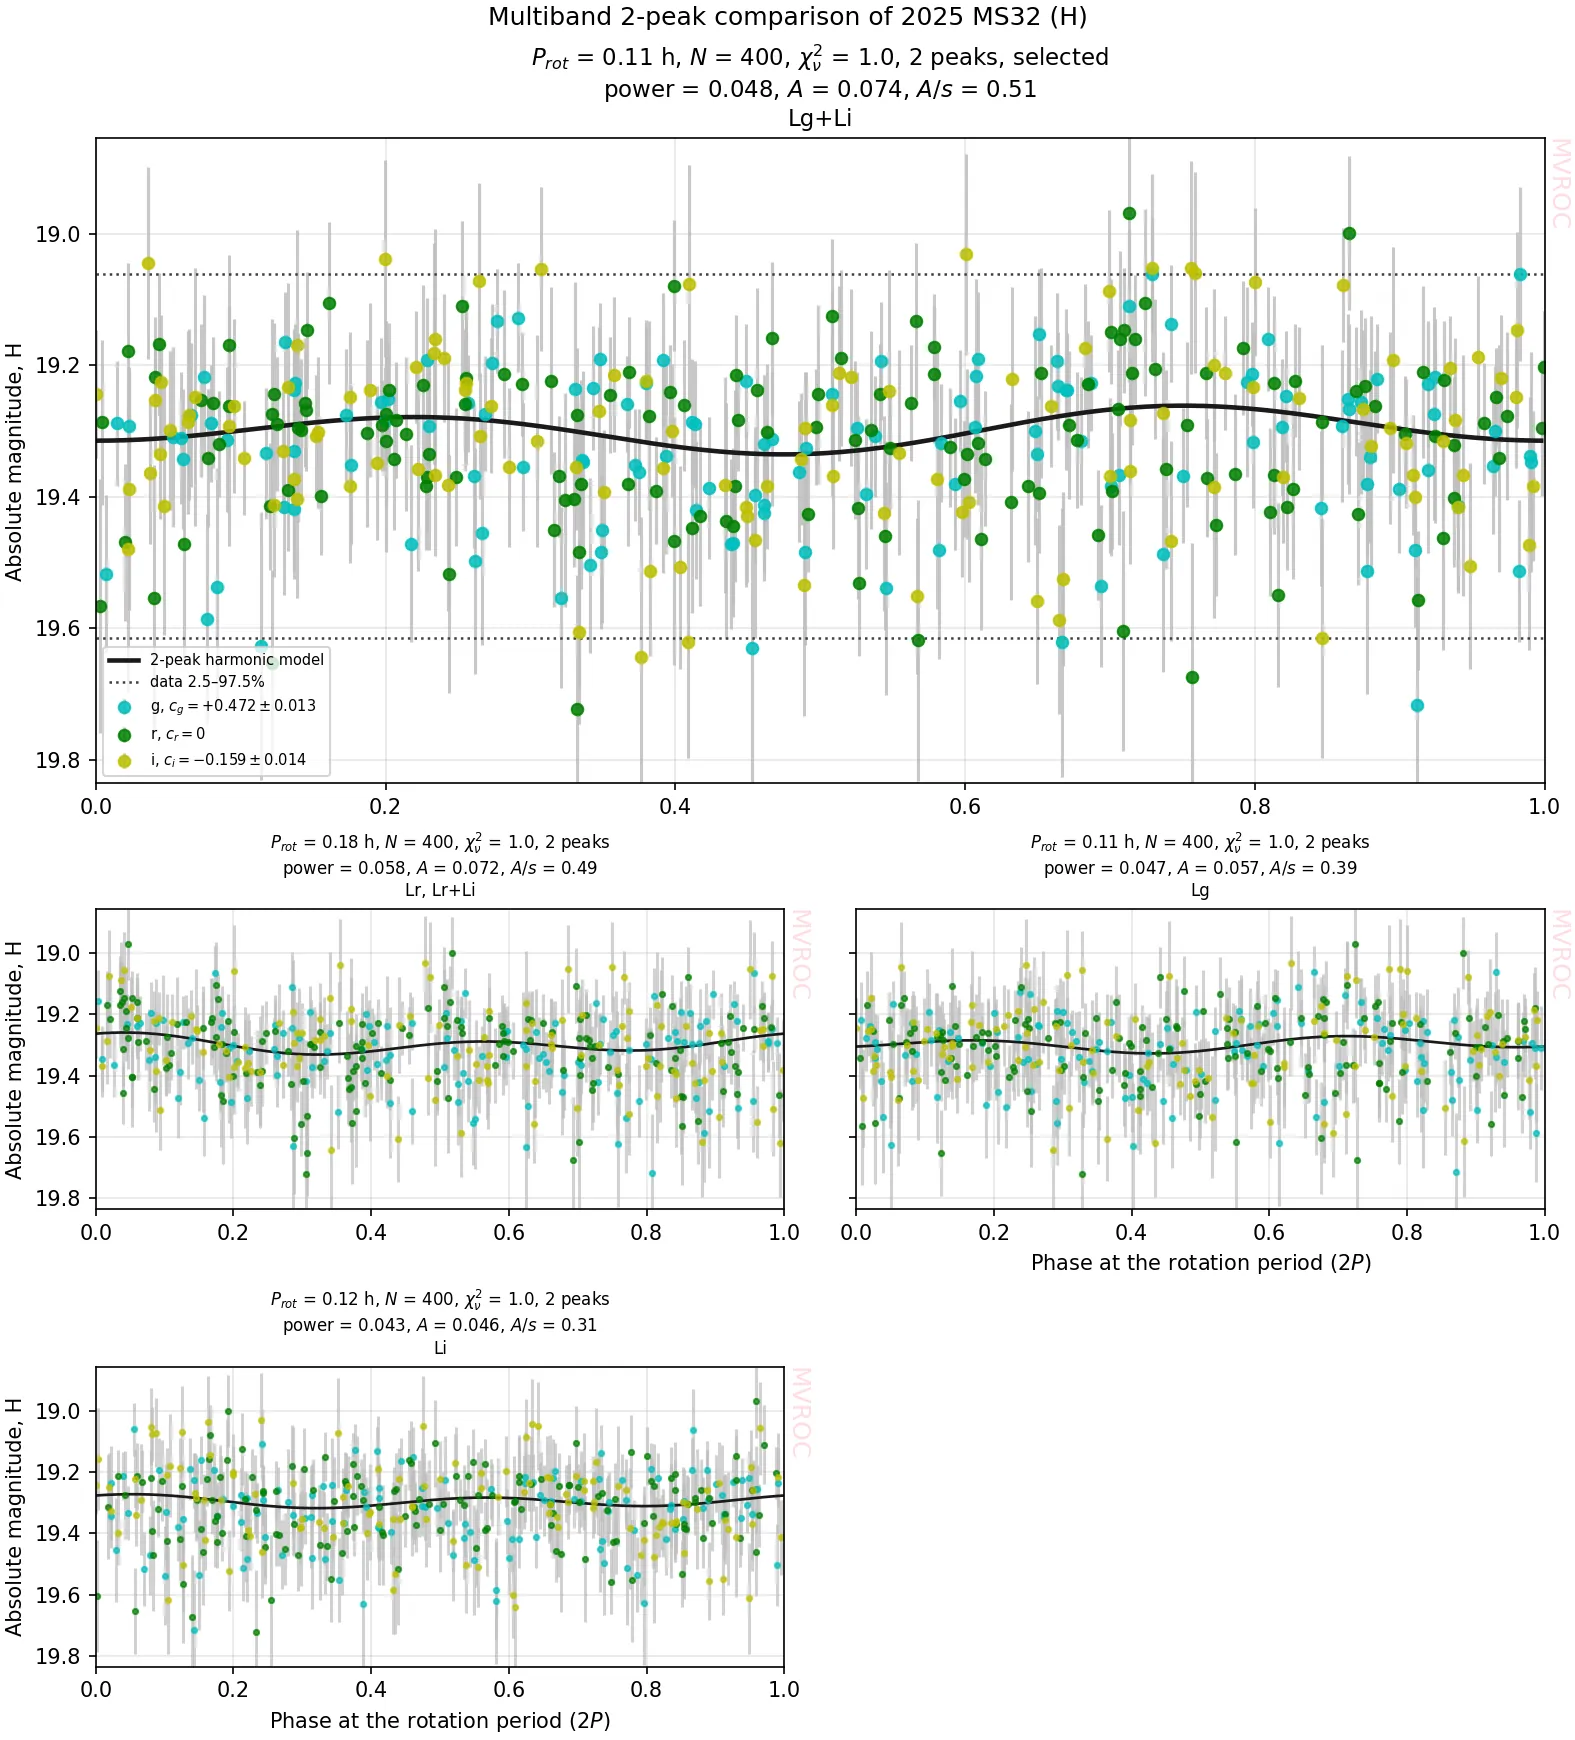 Multiband 2-peak comparison of 2025 MS32 (H)
P_rot = 0.11 h, N = 400, χ²_ν = 1.0, 2 peaks, selected
power = 0.048, A = 0.074, A/s = 0.51
Lg+Li
MVROC
Absolute magnitude, H
19.0
19.2
19.4
19.6
19.8
2-peak harmonic model
data 2.5–97.5%
g, c_g = +0.472 ± 0.013
r, c_r = 0
i, c_i = −0.159 ± 0.014
0.0 0.2 0.4 0.6 0.8 1.0
P_rot = 0.18 h, N = 400, χ²_ν = 1.0, 2 peaks
power = 0.058, A = 0.072, A/s = 0.49
Lr, Lr+Li
MVROC
Absolute magnitude, H
19.0
19.2
19.4
19.6
19.8
0.0 0.2 0.4 0.6 0.8 1.0
P_rot = 0.11 h, N = 400, χ²_ν = 1.0, 2 peaks
power = 0.047, A = 0.057, A/s = 0.39
Lg
MVROC
0.0 0.2 0.4 0.6 0.8 1.0
Phase at the rotation period (2P)
P_rot = 0.12 h, N = 400, χ²_ν = 1.0, 2 peaks
power = 0.043, A = 0.046, A/s = 0.31
Li
MVROC
Absolute magnitude, H
19.0
19.2
19.4
19.6
19.8
0.0 0.2 0.4 0.6 0.8 1.0
Phase at the rotation period (2P)